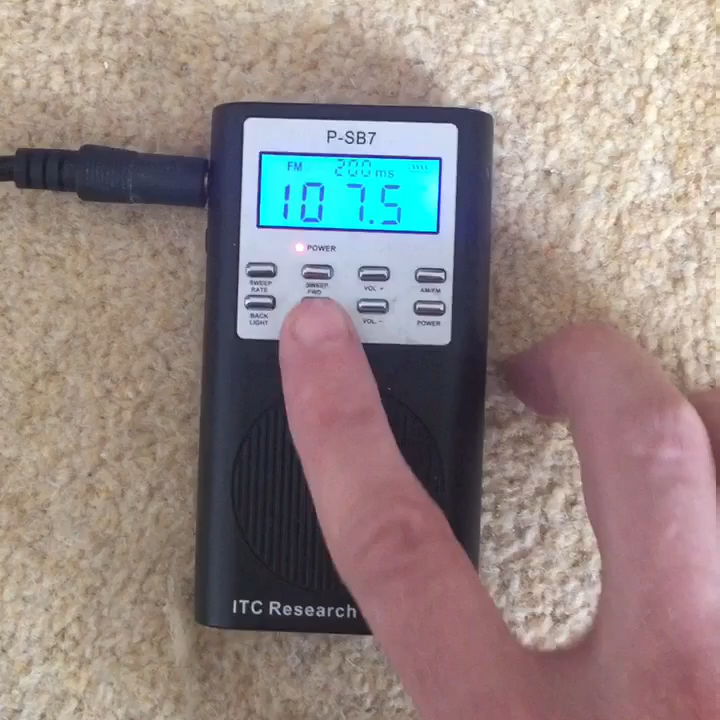 P-SB7
FM 200 ms
107.5
POWER
SWEEP RATE
SWEEP FWD
VOL +
AM/FM
BACK LIGHT
VOL -
POWER
ITC Research